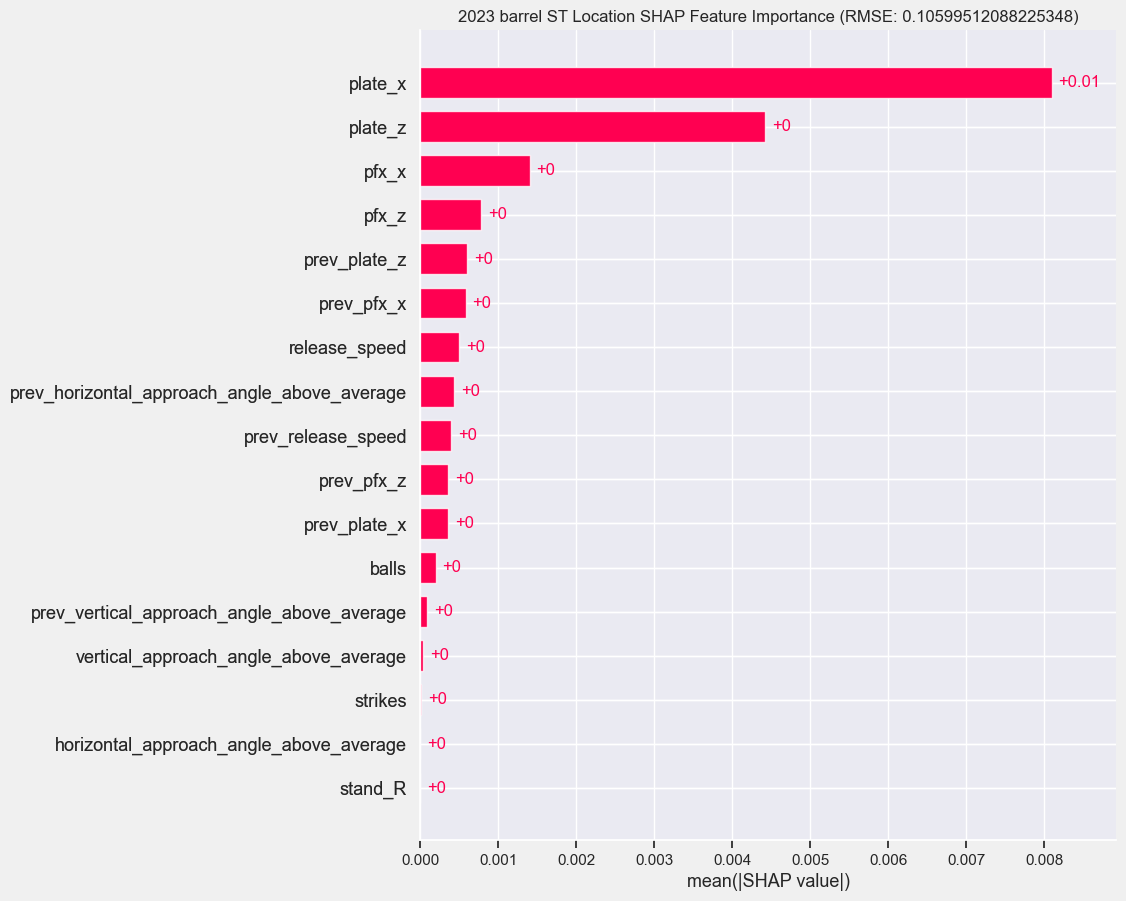 2023 barrel ST Location SHAP Feature Importance (RMSE: 0.10599512088225348)
plate_x +0.01
plate_z +0
pfx_x +0
pfx_z +0
prev_plate_z +0
prev_pfx_x +0
release_speed +0
prev_horizontal_approach_angle_above_average +0
prev_release_speed +0
prev_pfx_z +0
prev_plate_x +0
balls +0
prev_vertical_approach_angle_above_average +0
vertical_approach_angle_above_average +0
strikes +0
horizontal_approach_angle_above_average +0
stand_R +0
0.000 0.001 0.002 0.003 0.004 0.005 0.006 0.007 0.008
mean(|SHAP value|)